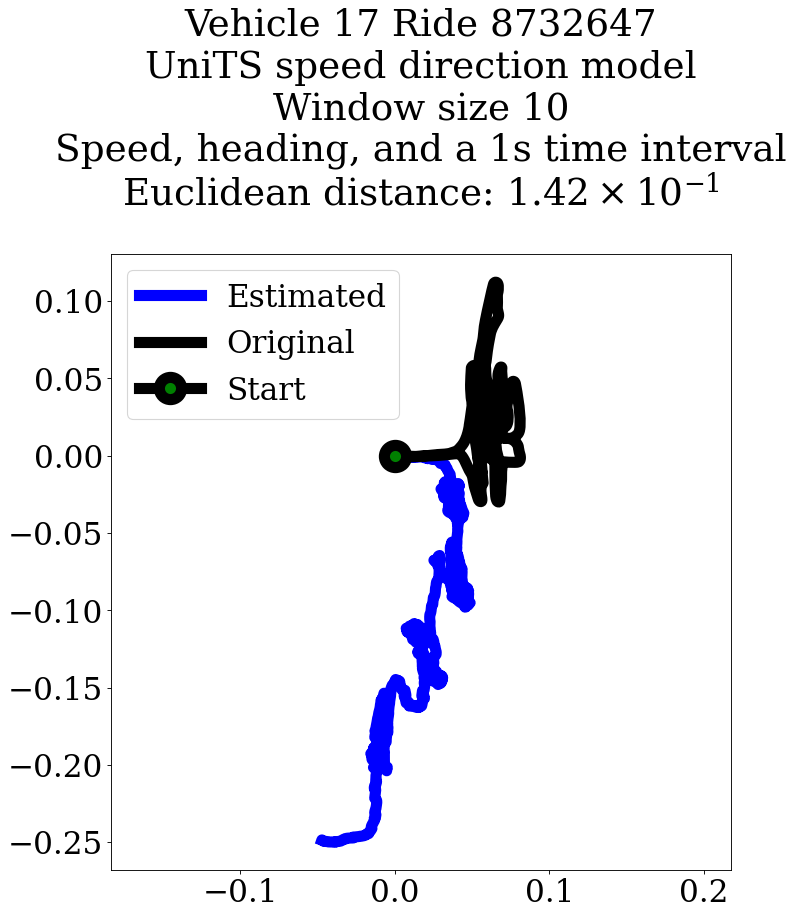 Vehicle 17 Ride 8732647
UniTS speed direction model
Window size 10
Speed, heading, and a 1s time interval
Euclidean distance: 1.42 × 10⁻¹
Estimated
Original
Start
0.10
0.05
0.00
−0.05
−0.10
−0.15
−0.20
−0.25
−0.1
0.0
0.1
0.2